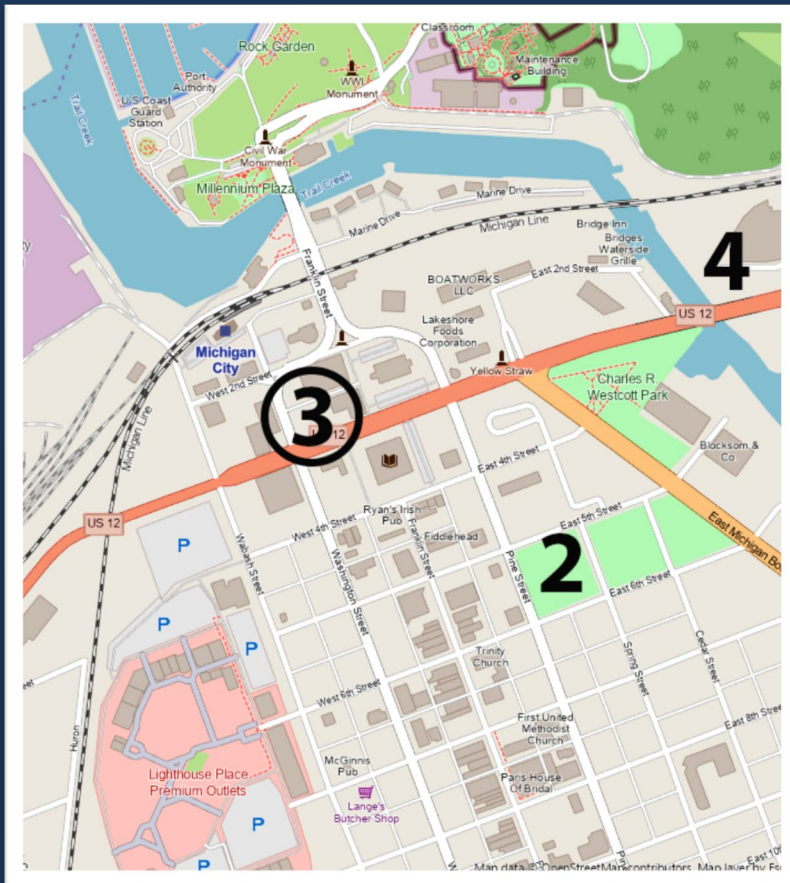 Classroom
Rock Garden
Maintenance
Building
WWI
Monument
Port
Authority
U.S Coast
Guard
Station
Trail Creek
Civil War
Monument
Millennium Plaza
Trail Creek
Marine Drive
Marine Drive
Michigan Line
Bridge Inn
Bridges
Waterside
Grille
4
East 2nd Street
BOATWORKS
LLC
Franklin Street
US 12
Lakeshore
Foods
Corporation
Michigan
City
Yellow Straw
Charles R.
Westcott Park
West 2nd Street
3
12
Michigan Line
Blocksom &
Co
East 4th Street
US 12
Ryan's Irish
Pub
West 4th Street
Fiddlehead
East 5th Street
East Michigan Bo
P
Wabash Street
Washington Street
Franklin Street
Pine Street
2
East 6th Street
P
P
Trinity
Church
Spring Street
Cedar Street
West 6th Street
First United
Methodist
Church
East 8th Stre
Huron
McGinnis
Pub
Lighthouse Place
Premium Outlets
Paris House
Of Bridal
Lange's
Butcher Shop
P
P
East 10
Map data © OpenStreetMap contributors, Map layer by Es